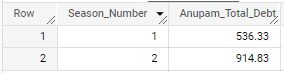 Row Season_Number Anupam_Total_Debt
1 1 536.33
2 2 914.83